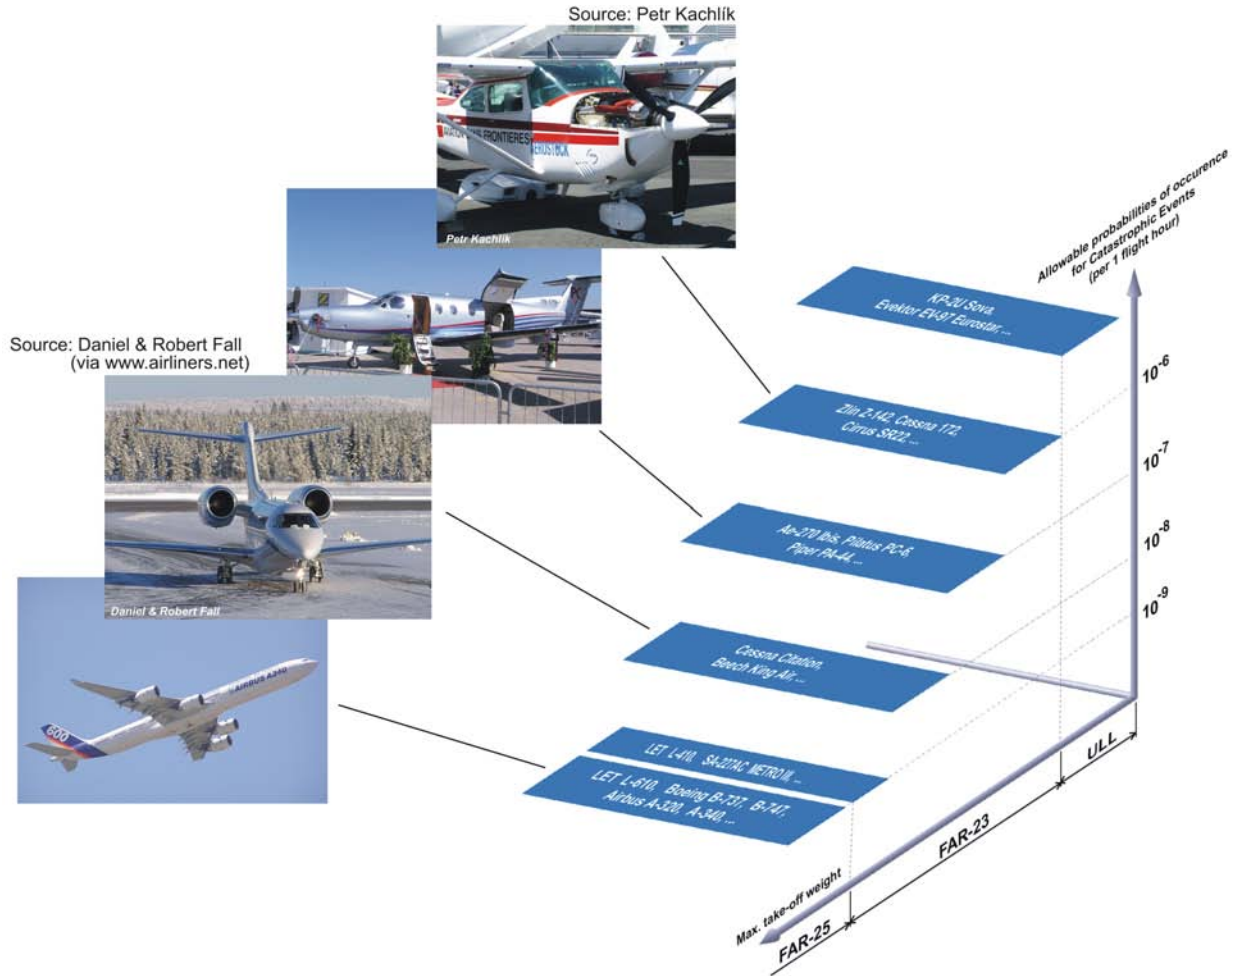 Source: Petr Kachlík
AVIATION SANS FRONTIERES
Petr Kachlík
Source: Daniel & Robert Fall
(via www.airliners.net)
Daniel & Robert Fall
AIRBUS A340
600
Allowable probabilities of occurence
for Catastrophic Events
(per 1 flight hour)
KP-2U Sova,
Evektor EV-97 Eurostar, ...
10⁻⁶
Zlin Z-142, Cessna 172,
Cirrus SR22, ...
10⁻⁷
Ae-270 Ibis, Pilatus PC-6,
Piper PA-44, ...
10⁻⁸
10⁻⁹
Cessna Citation,
Beech King Air, ...
LET L-410, SA-227AC METRO III, ...
LET L-610, Boeing B-737, B-747,
Airbus A-320, A-340, ...
ULL
FAR-23
Max. take-off weight
FAR-25